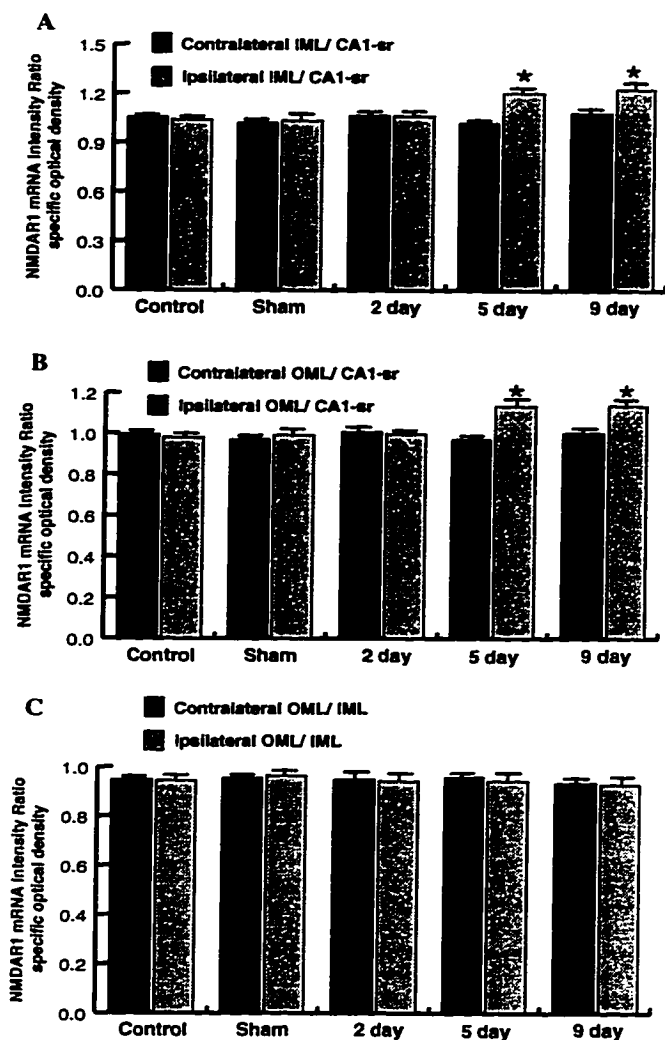 A
NMDAR1 mRNA Intensity Ratio
specific optical density
1.5
1.2
0.9
0.6
0.3
0.0
Contralateral IML/ CA1-sr
Ipsilateral IML/ CA1-sr
* *
Control Sham 2 day 5 day 9 day
B
NMDAR1 mRNA Intensity Ratio
specific optical density
1.2
1.0
0.8
0.6
0.4
0.2
0.0
Contralateral OML/ CA1-sr
Ipsilateral OML/ CA1-sr
* *
Control Sham 2 day 5 day 9 day
C
NMDAR1 mRNA Intensity Ratio
specific optical density
1.0
0.8
0.6
0.4
0.2
0.0
Contralateral OML/ IML
Ipsilateral OML/ IML
Control Sham 2 day 5 day 9 day